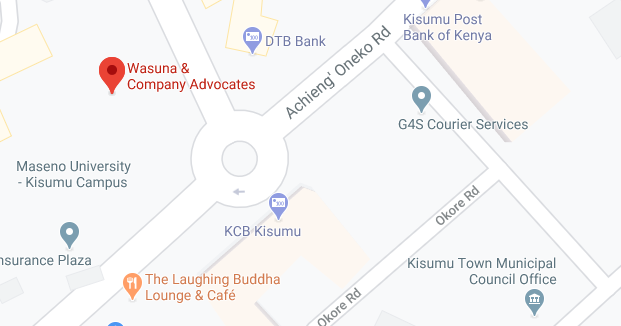 Kisumu Post
Bank of Kenya
DTB Bank
Achieng' Oneko Rd
Wasuna &
Company Advocates
G4S Courier Services
Maseno University
- Kisumu Campus
Okore Rd
KCB Kisumu
nsurance Plaza
Kisumu Town Municipal
Council Office
The Laughing Buddha
Lounge & Café
Okore Rd